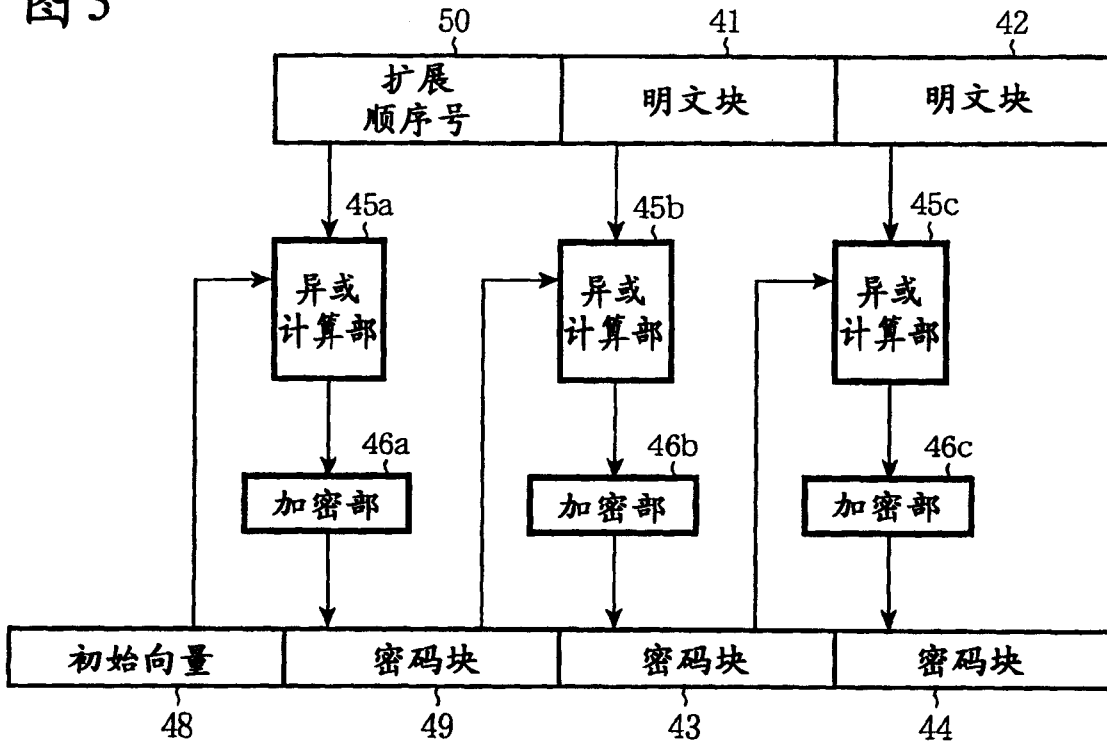 图5
50
41
42
扩展
顺序号
明文块
明文块
45a
45b
45c
异或
计算部
异或
计算部
异或
计算部
46a
46b
46c
加密部
加密部
加密部
初始向量
密码块
密码块
密码块
48
49
43
44